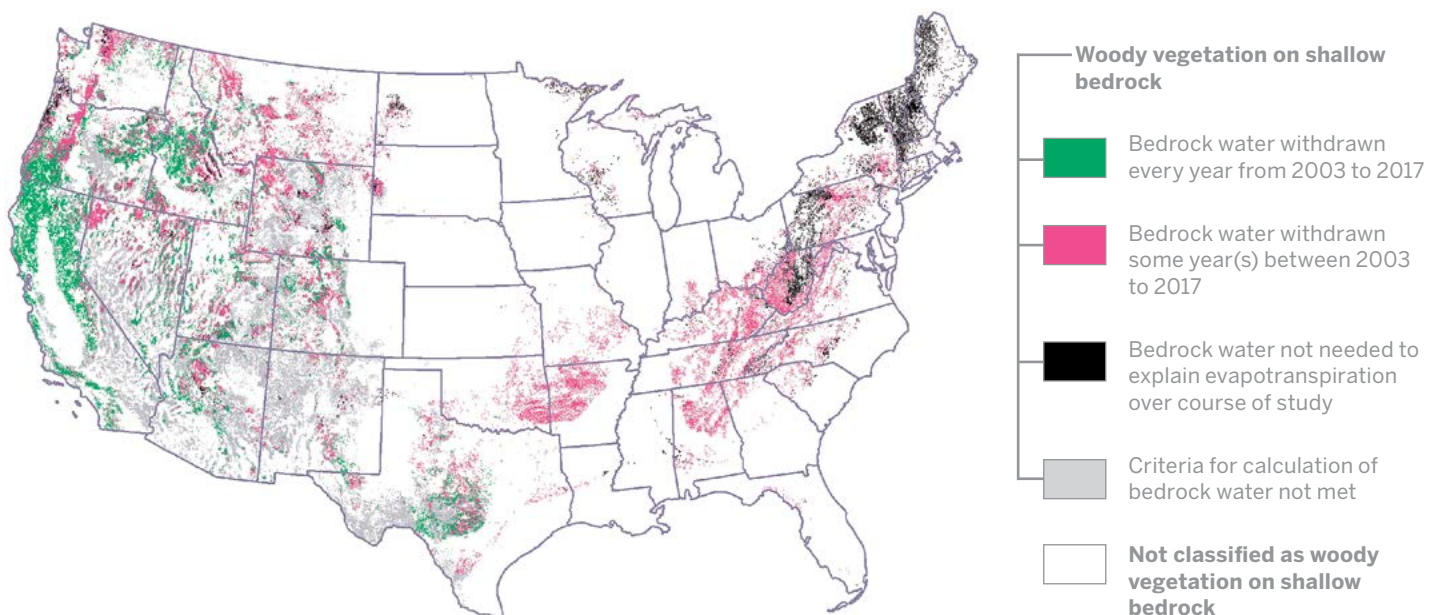 Woody vegetation on shallow
bedrock
Bedrock water withdrawn
every year from 2003 to 2017
Bedrock water withdrawn
some year(s) between 2003
to 2017
Bedrock water not needed to
explain evapotranspiration
over course of study
Criteria for calculation of
bedrock water not met
Not classified as woody
vegetation on shallow
bedrock